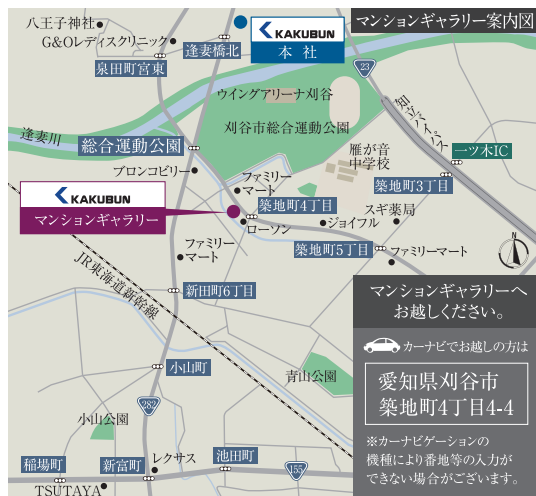 マンションギャラリー案内図
八王子神社
G&Oレディスクリニック
泉田町宮東
逢妻橋北
KAKUBUN
本社
23
知立バイパス
ウイングアリーナ刈谷
刈谷市総合運動公園
逢妻川
総合運動公園
雁が音
中学校
一ツ木IC
ブロンコビリー
ファミリー
マート
築地町3丁目
KAKUBUN
マンションギャラリー
築地町4丁目
ローソン
ジョイフル
スギ薬局
築地町5丁目
ファミリーマート
N
ファミリー
マート
JR東海道新幹線
新田町6丁目
小山町
青山公園
282
小山公園
稲場町
新富町
レクサス
池田町
155
TSUTAYA
マンションギャラリーへ
お越しください。
カーナビでお越しの方は
愛知県刈谷市
築地町4丁目4-4
※カーナビゲーションの
機種により番地等の入力が
できない場合がございます。